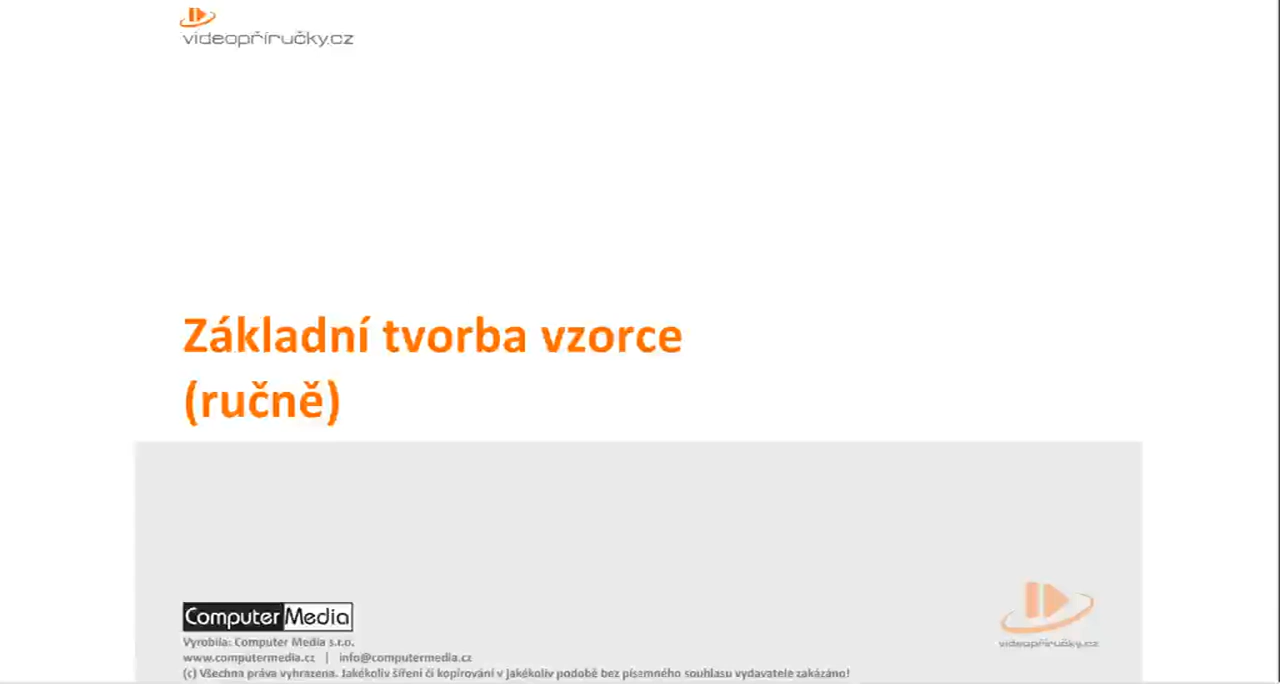 videopříručky.cz
Základní tvorba vzorce
(ručně)
Computer Media
Vyrobila: Computer Media s.r.o.
www.computermedia.cz | info@computermedia.cz
(c) Všechna práva vyhrazena. Jakékoliv šíření či kopírování v jakékoliv podobě bez písemného souhlasu vydavatele zakázáno!
videopříručky.cz